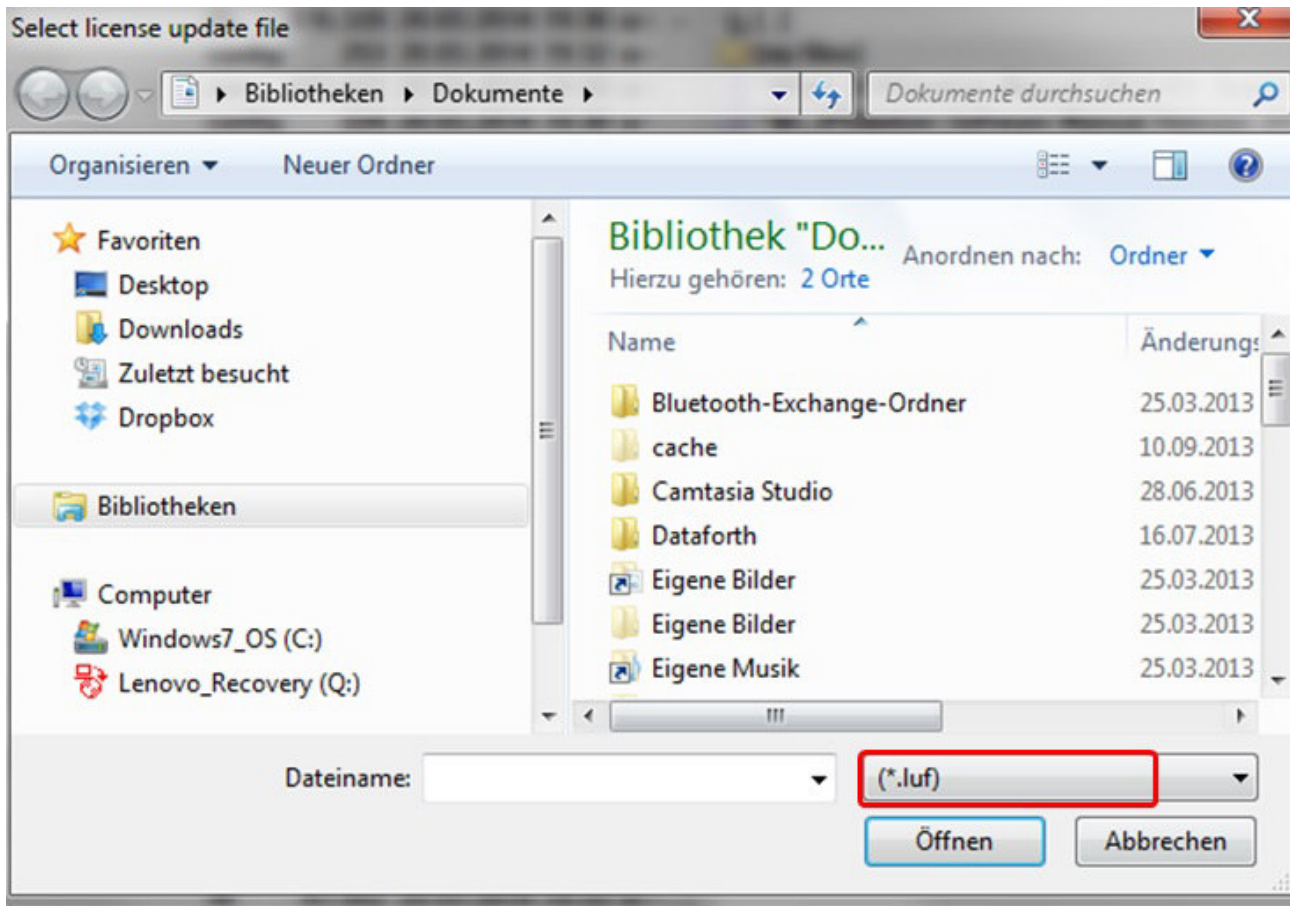 Select license update file
Bibliotheken Dokumente
Dokumente durchsuchen
Organisieren Neuer Ordner
Favoriten
Desktop
Downloads
Zuletzt besucht
Dropbox
Bibliotheken
Computer
Windows7_OS (C:)
Lenovo_Recovery (Q:)
Bibliothek "Do...
Hierzu gehören: 2 Orte
Anordnen nach: Ordner
Name Änderungs
Bluetooth-Exchange-Ordner 25.03.2013
cache 10.09.2013
Camtasia Studio 28.06.2013
Dataforth 16.07.2013
Eigene Bilder 25.03.2013
Eigene Bilder 25.03.2013
Eigene Musik 25.03.2013
Dateiname: (*.luf)
Öffnen Abbrechen